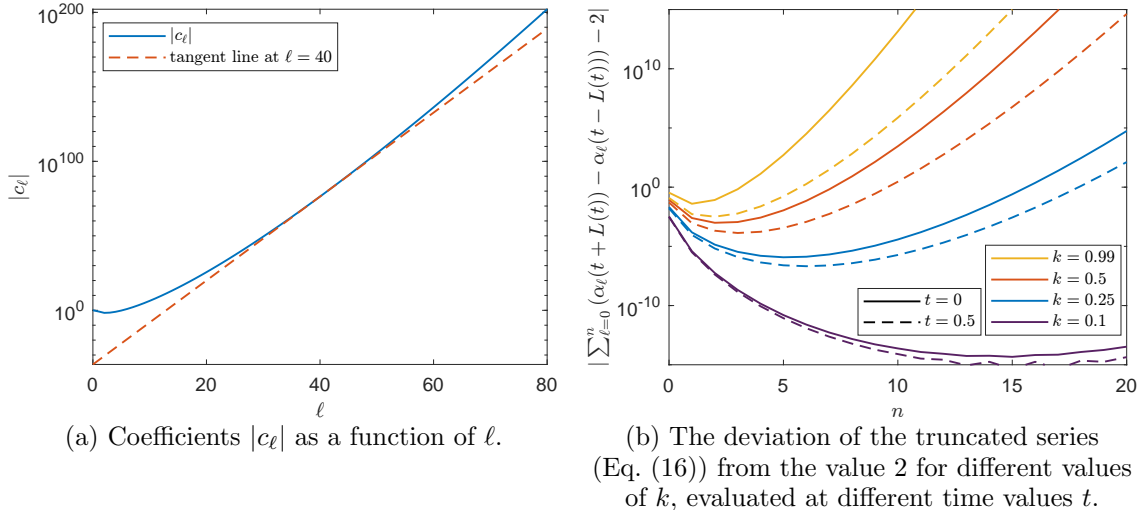 10^200
10^100
10^0
|c_ℓ|
|c_ℓ|
tangent line at ℓ = 40
0 20 40 60 80
ℓ
(a) Coefficients |c_ℓ| as a function of ℓ.
|∑_{ℓ=0}^{n} (α_ℓ(t + L(t)) − α_ℓ(t − L(t))) − 2|
10^10
10^0
10^-10
k = 0.99
k = 0.5
k = 0.25
k = 0.1
t = 0
t = 0.5
0 5 10 15 20
n
(b) The deviation of the truncated series
(Eq. (16)) from the value 2 for different values
of k, evaluated at different time values t.